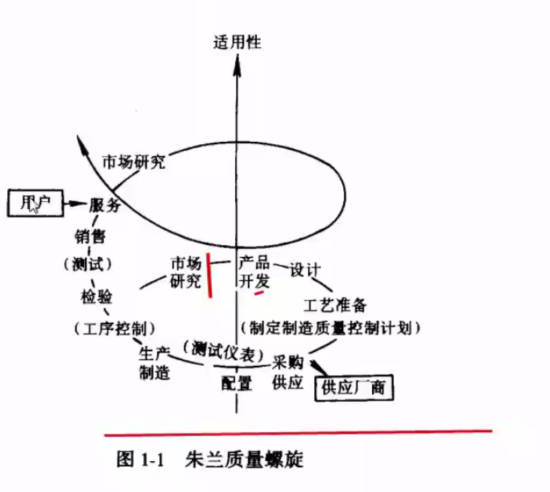 适用性
市场研究
用户
服务
销售
(测试)
检验
(工序控制)
生产
制造
市场
研究
产品
开发
设计
工艺准备
(制定制造质量控制计划)
(测试仪表)
配置
采购
供应
供应厂商
图 1-1 朱兰质量螺旋